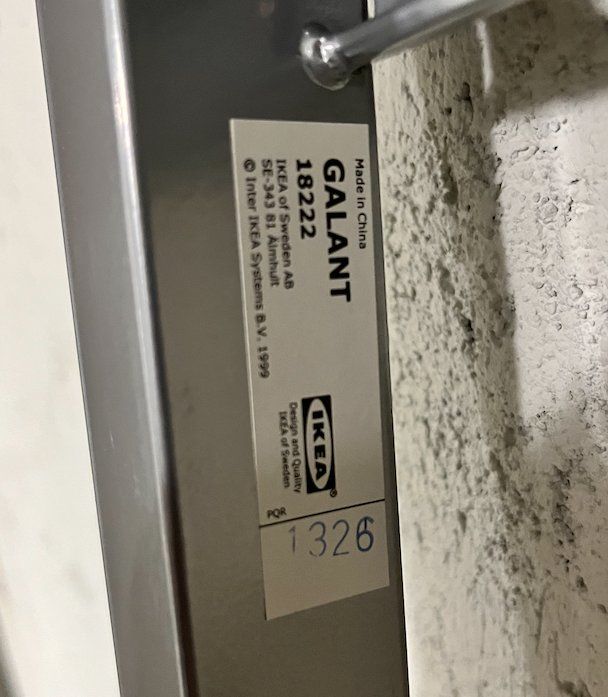 Made in China
GALANT
18222
IKEA of Sweden AB
SE-343 81 Älmhult
© Inter IKEA Systems B.V. 1999
IKEA®
Design and Quality
IKEA of Sweden
PQR
1326